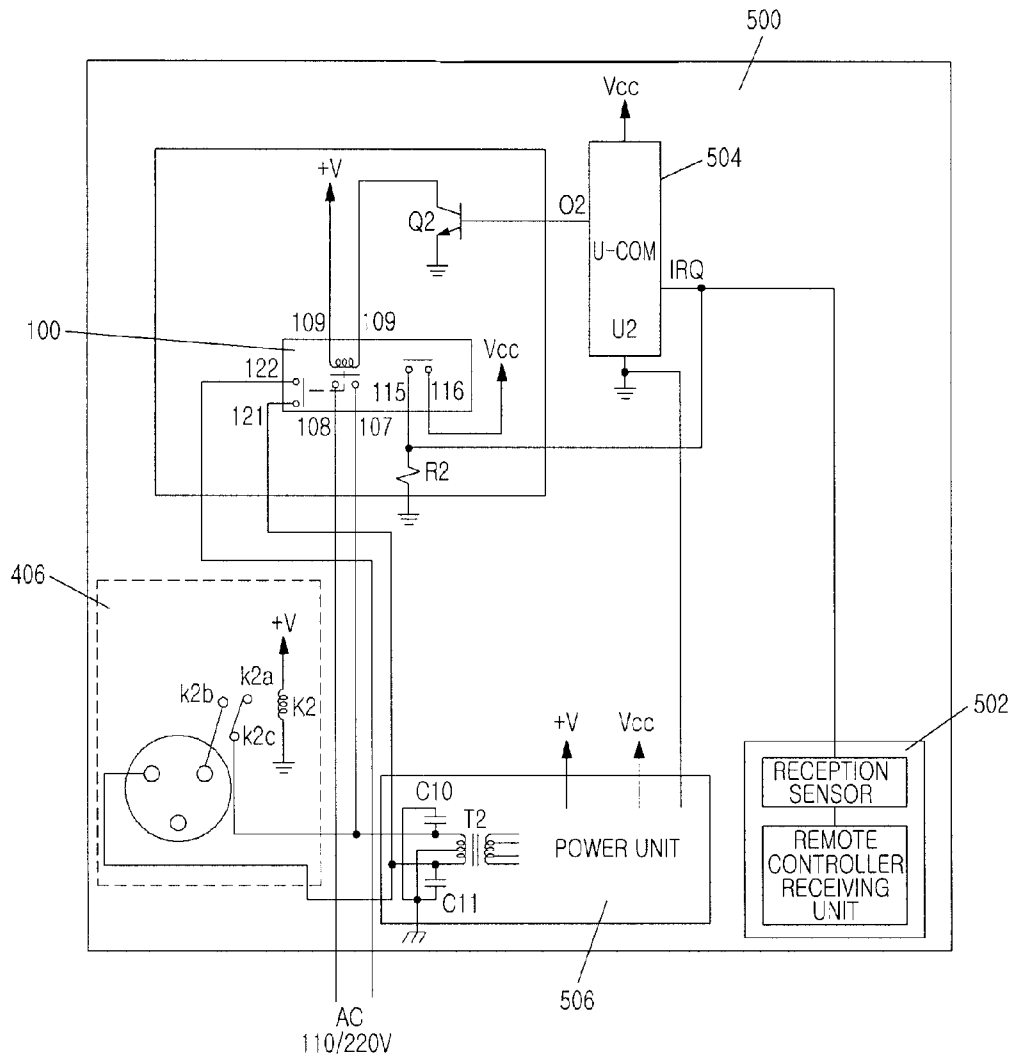 500
Vcc
504
+V
O2
Q2
U-COM
IRQ
U2
100
109
109
122
Vcc
115
116
121
108
107
R2
406
+V
k2a
k2b
K2
k2c
502
+V
Vcc
RECEPTION
SENSOR
C10
T2
POWER UNIT
REMOTE
CONTROLLER
RECEIVING
UNIT
C11
506
AC
110/220V